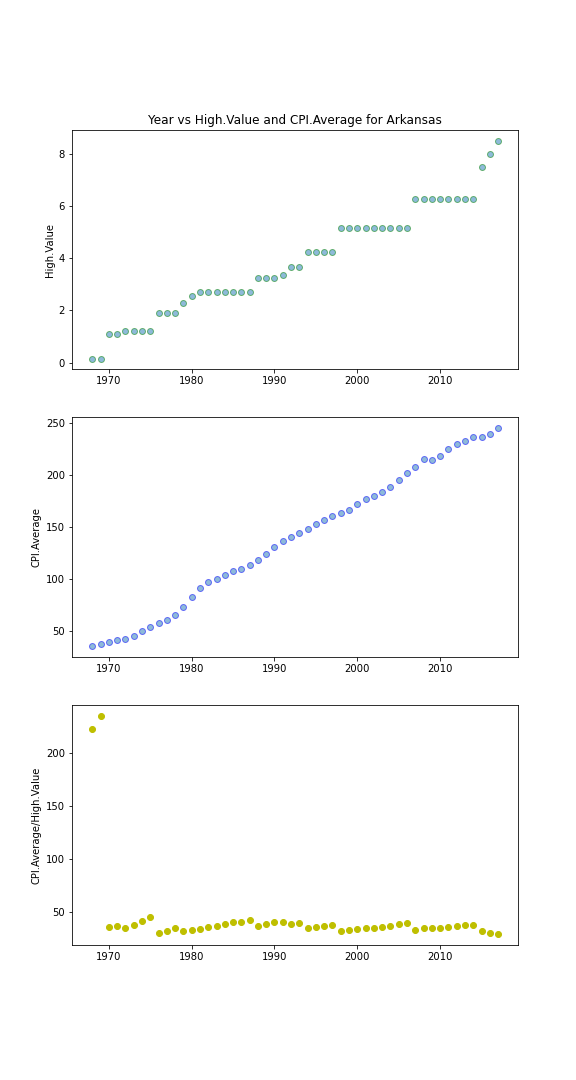 Year vs High.Value and CPI.Average for Arkansas
8
6
4
2
0
High.Value
1970 1980 1990 2000 2010
250
200
150
100
50
CPI.Average
1970 1980 1990 2000 2010
200
150
100
50
CPI.Average/High.Value
1970 1980 1990 2000 2010